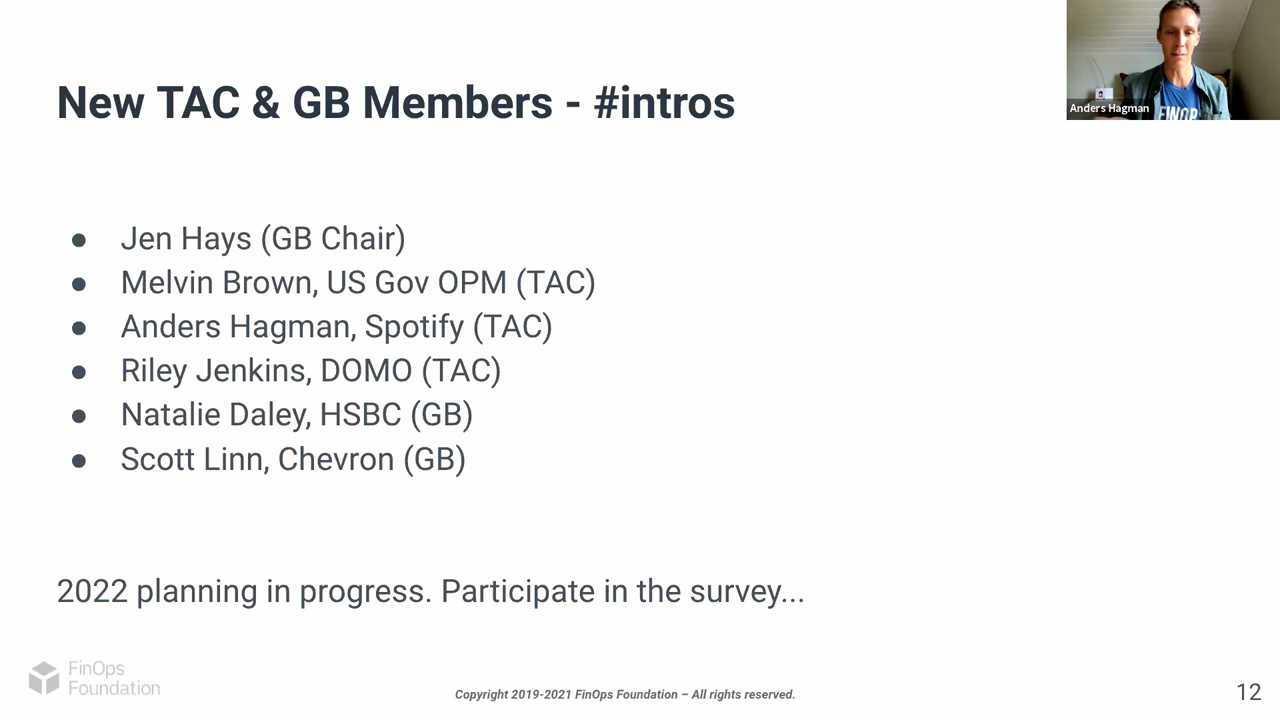 New TAC & GB Members - #intros
Anders Hagman
FINOP
● Jen Hays (GB Chair)
● Melvin Brown, US Gov OPM (TAC)
● Anders Hagman, Spotify (TAC)
● Riley Jenkins, DOMO (TAC)
● Natalie Daley, HSBC (GB)
● Scott Linn, Chevron (GB)
2022 planning in progress. Participate in the survey...
FinOps
Foundation
Copyright 2019-2021 FinOps Foundation – All rights reserved.
12